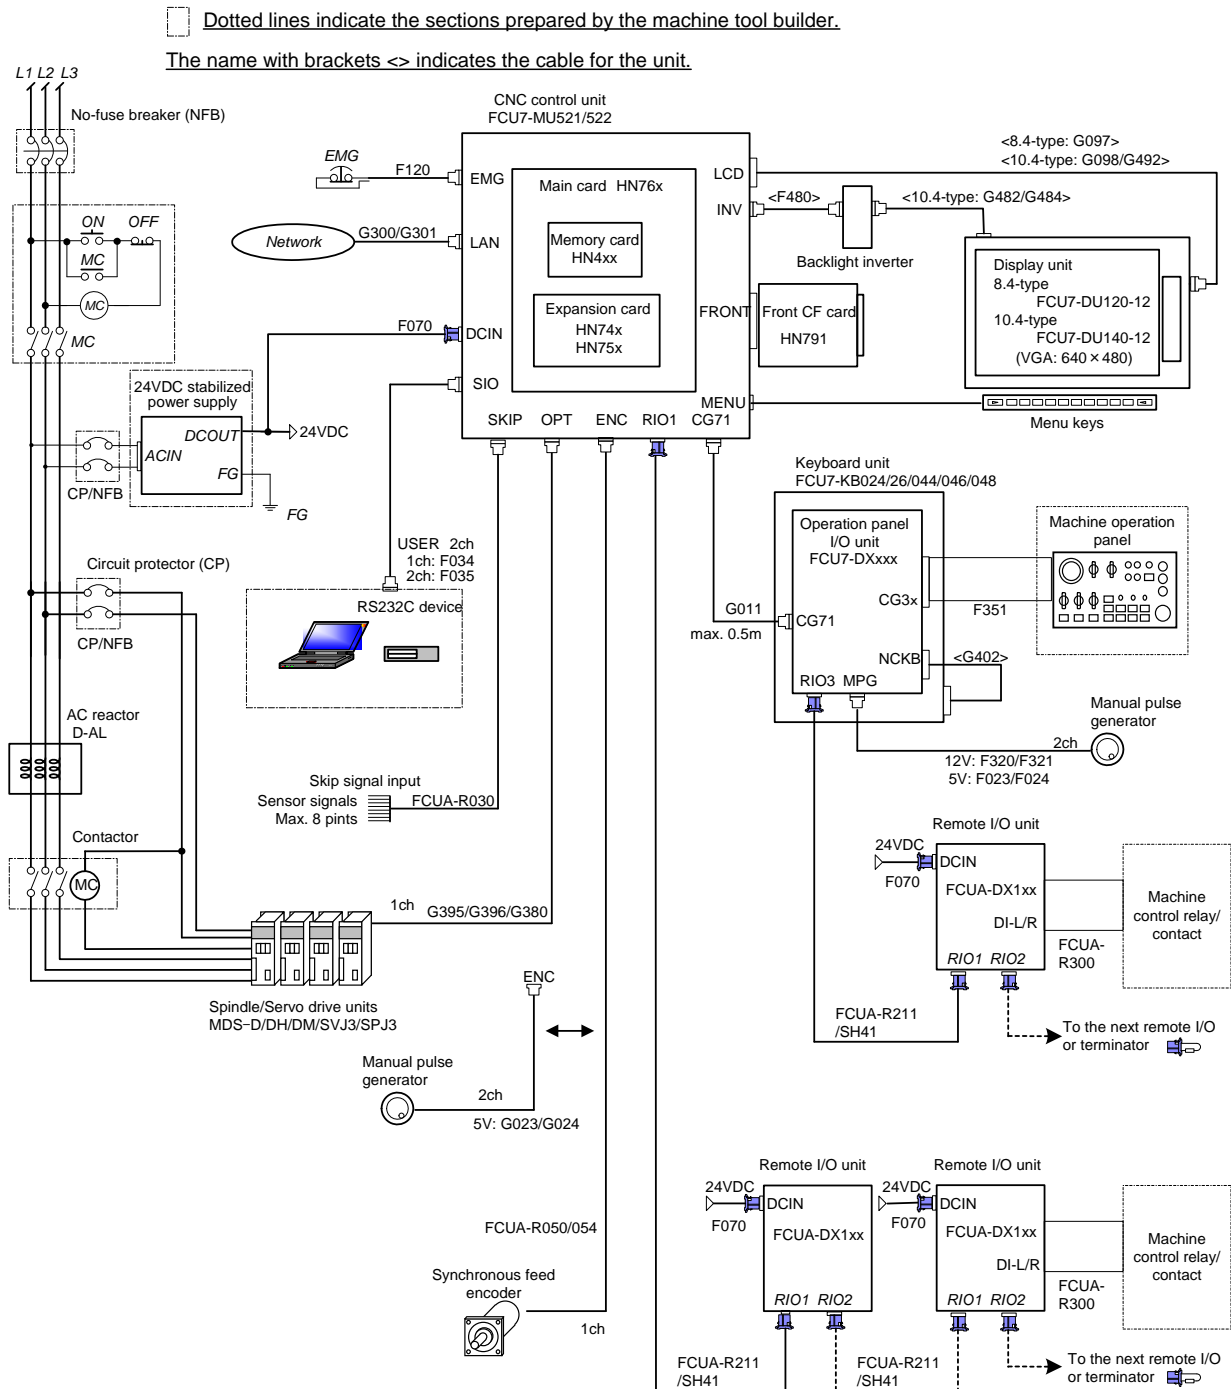 Dotted lines indicate the sections prepared by the machine tool builder.
The name with brackets <> indicates the cable for the unit.
L1 L2 L3
No-fuse breaker (NFB)
ON OFF
MC
MC
MC
24VDC stabilized
power supply
DCOUT
ACIN
FG
24VDC
FG
CP/NFB
Circuit protector (CP)
CP/NFB
AC reactor
D-AL
Contactor
MC
Spindle/Servo drive units
MDS-D/DH/DM/SVJ3/SPJ3
CNC control unit
FCU7-MU521/522
EMG
F120
EMG
Network
G300/G301
LAN
F070
DCIN
SIO
Main card HN76x
Memory card
HN4xx
Expansion card
HN74x
HN75x
LCD
INV
FRONT
MENU
SKIP OPT ENC RIO1 CG71
Front CF card
HN791
<8.4-type: G097>
<10.4-type: G098/G492>
<F480>
<10.4-type: G482/G484>
Backlight inverter
Display unit
8.4-type
FCU7-DU120-12
10.4-type
FCU7-DU140-12
(VGA: 640×480)
Menu keys
USER 2ch
1ch: F034
2ch: F035
RS232C device
Keyboard unit
FCU7-KB024/26/044/046/048
Operation panel
I/O unit
FCU7-DXxxx
G011
max. 0.5m
CG71
CG3x
NCKB
RIO3 MPG
F351
<G402>
Machine operation
panel
Manual pulse
generator
2ch
12V: F320/F321
5V: F023/F024
Skip signal input
Sensor signals
Max. 8 pints
FCUA-R030
1ch
G395/G396/G380
ENC
Manual pulse
generator
2ch
5V: G023/G024
FCUA-R050/054
Synchronous feed
encoder
1ch
Remote I/O unit
24VDC
F070
DCIN
FCUA-DX1xx
DI-L/R
RIO1 RIO2
FCUA-
R300
Machine
control relay/
contact
FCUA-R211
/SH41
To the next remote I/O
or terminator
Remote I/O unit
24VDC
F070
DCIN
FCUA-DX1xx
RIO1 RIO2
FCUA-R211
/SH41
Remote I/O unit
24VDC
F070
DCIN
FCUA-DX1xx
DI-L/R
RIO1 RIO2
FCUA-
R300
Machine
control relay/
contact
FCUA-R211
/SH41
To the next remote I/O
or terminator